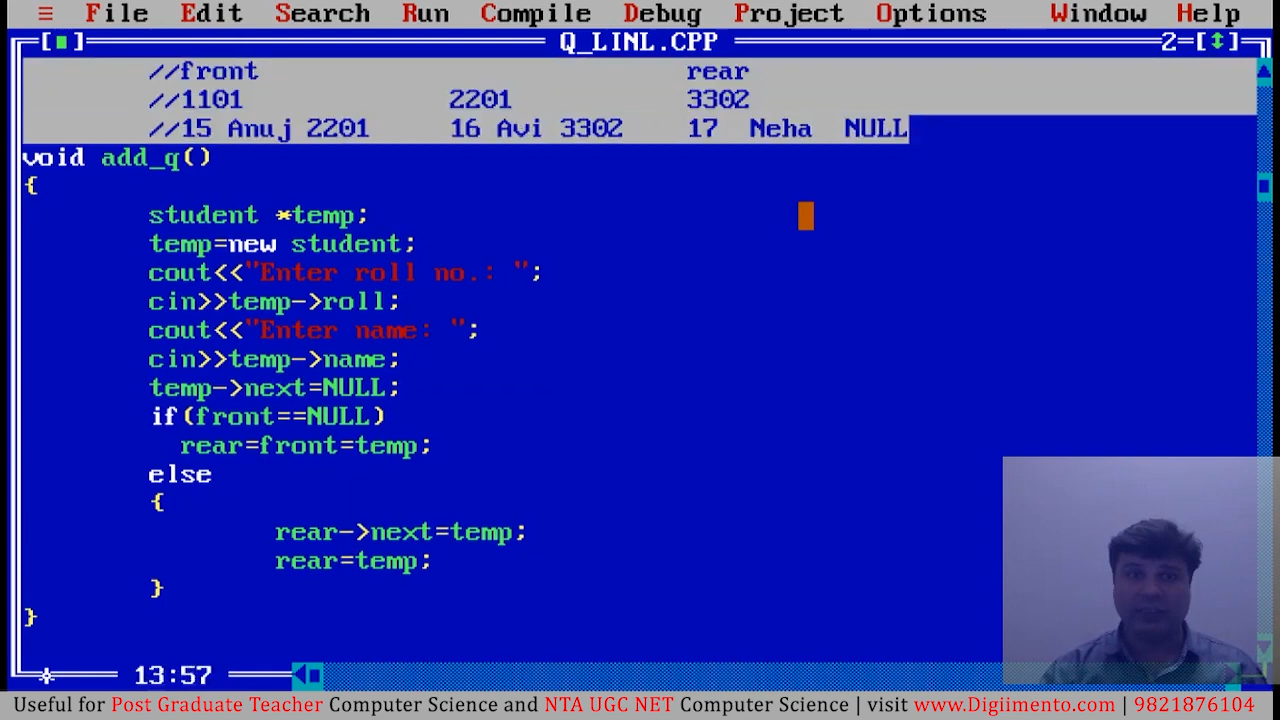 ≡ File Edit Search Run Compile Debug Project Options Window Help
[■] Q_LINL.CPP 2=[↕]
//front rear
//1101 2201 3302
//15 Anuj 2201 16 Avi 3302 17 Neha NULL
void add_q()
{
student *temp;
temp=new student;
cout<<"Enter roll no.: ";
cin>>temp->roll;
cout<<"Enter name: ";
cin>>temp->name;
temp->next=NULL;
if(front==NULL)
rear=front=temp;
else
{
rear->next=temp;
rear=temp;
}
}
13:57
Useful for Post Graduate Teacher Computer Science and NTA UGC NET Computer Science | visit www.Digiimento.com | 9821876104